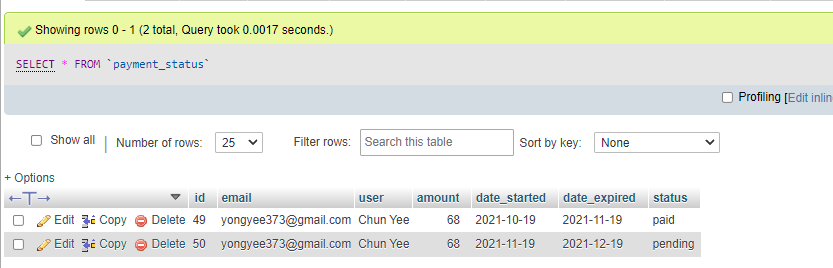 Showing rows 0 - 1 (2 total, Query took 0.0017 seconds.)
SELECT * FROM `payment_status`
Profiling [Edit inlin
Show all | Number of rows: 25 Filter rows: Search this table Sort by key: None
+ Options
←T→ id email user amount date_started date_expired status
Edit Copy Delete 49 yongyee373@gmail.com Chun Yee 68 2021-10-19 2021-11-19 paid
Edit Copy Delete 50 yongyee373@gmail.com Chun Yee 68 2021-11-19 2021-12-19 pending